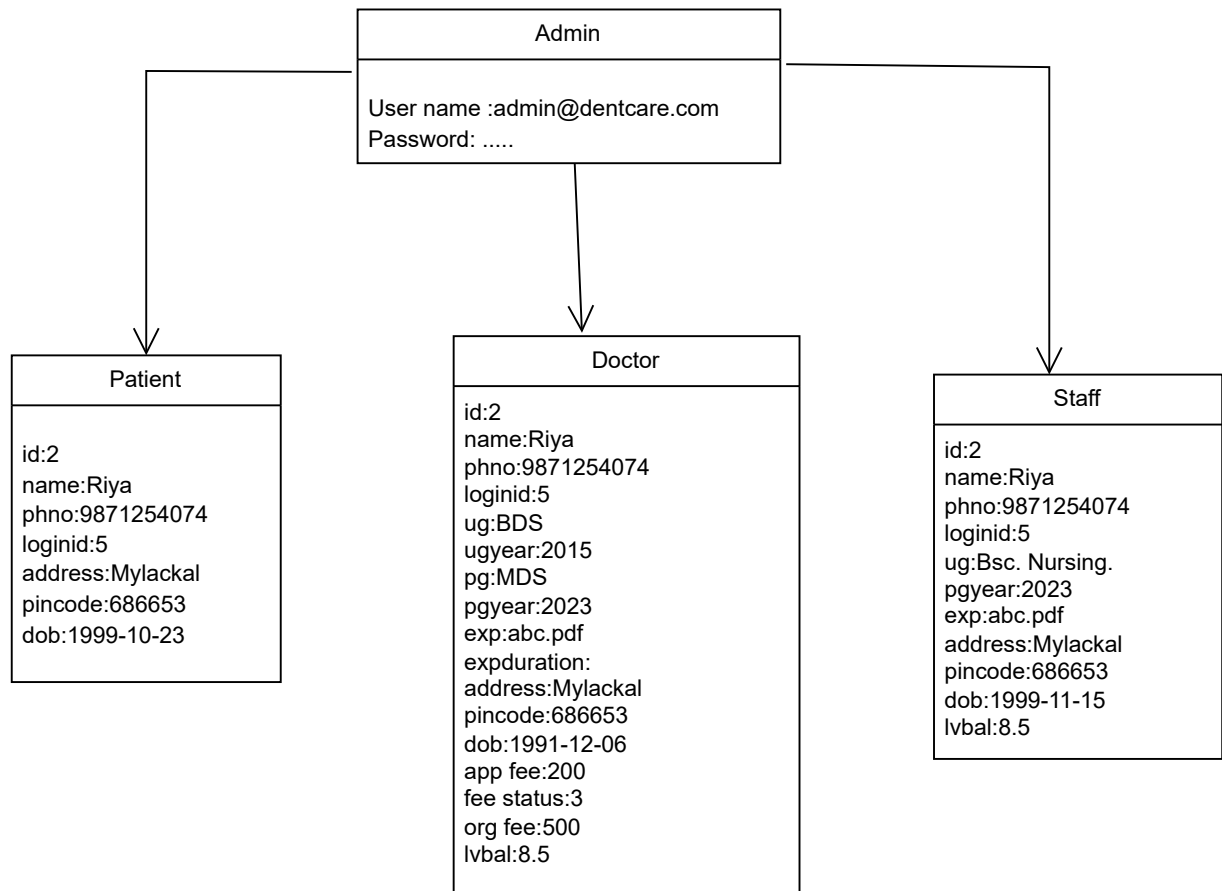 Admin
User name :admin@dentcare.com
Password: .....
Patient
id:2
name:Riya
phno:9871254074
loginid:5
address:Mylackal
pincode:686653
dob:1999-10-23
Doctor
id:2
name:Riya
phno:9871254074
loginid:5
ug:BDS
ugyear:2015
pg:MDS
pgyear:2023
exp:abc.pdf
expduration:
address:Mylackal
pincode:686653
dob:1991-12-06
app fee:200
fee status:3
org fee:500
lvbal:8.5
Staff
id:2
name:Riya
phno:9871254074
loginid:5
ug:Bsc. Nursing.
pgyear:2023
exp:abc.pdf
address:Mylackal
pincode:686653
dob:1999-11-15
lvbal:8.5